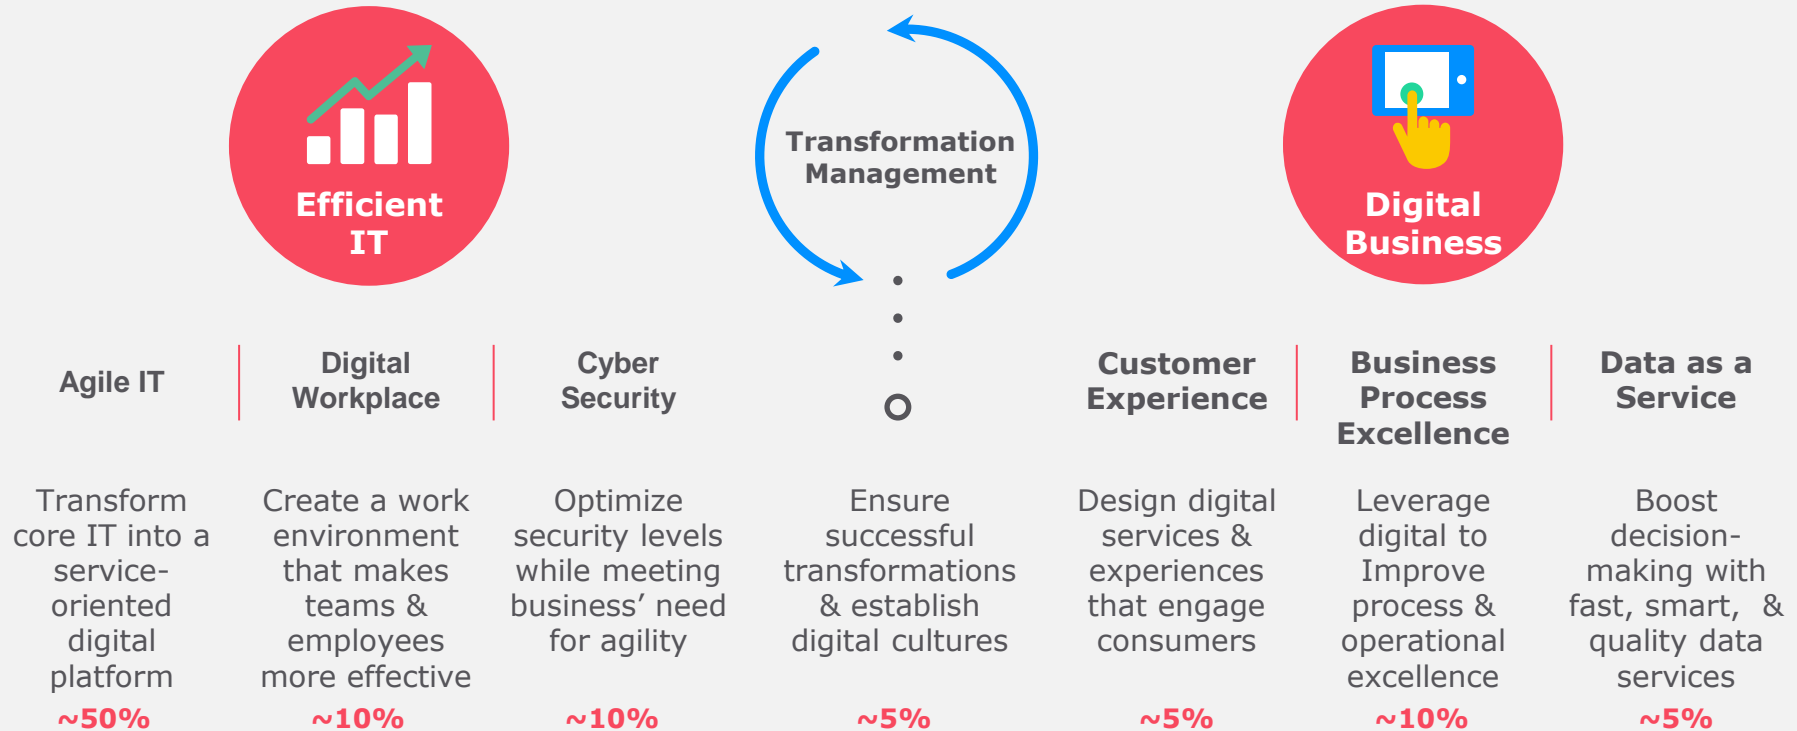 Efficient
IT
Transformation
Management
Digital
Business
Agile IT
Digital
Workplace
Cyber
Security
Customer
Experience
Business
Process
Excellence
Data as a
Service
Transform
core IT into a
service-
oriented
digital
platform
~50%
Create a work
environment
that makes
teams &
employees
more effective
~10%
Optimize
security levels
while meeting
business’ need
for agility
~10%
Ensure
successful
transformations
& establish
digital cultures
~5%
Design digital
services &
experiences
that engage
consumers
~5%
Leverage
digital to
Improve
process &
operational
excellence
~10%
Boost
decision-
making with
fast, smart,  &
quality data
services
~5%